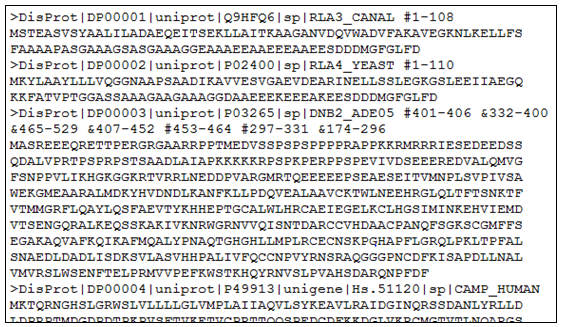 >DisProt|DP00001|uniprot|Q9HFQ6|sp|RLA3_CANAL #1-108
MSTEASVSYAALILADAEQEITSEKLLAITKAAGANVDQVWADVFAKAVEGKNLKELLFS
FAAAAPASGAAAGSASGAAAGGEAAAEEAAEEEAAEESDDDMGFGLFD
>DisProt|DP00002|uniprot|P02400|sp|RLA4_YEAST #1-110
MKYLAAYLLLVQGGNAAPSAADIKAVVESVGAEVDEARINELLSSLEGKGSLEEIIAEGQ
KKFATVPTGGASSAAAGAAGAAAGGDAAEEEKEEEAKEESDDDMGFGLFD
>DisProt|DP00003|uniprot|P03265|sp|DNB2_ADE05 #401-406 &332-400
&465-529 &407-452 #453-464 #297-331 &174-296
MASREEEQRETTPERGRGAARRPPTMEDVSSPSPSPPPPRAPPKKRMRRRIESEDEEDSS
QDALVPRTPSPRPSTSAADLAIAPKKKKKRPSPKPERPPSPEVIVDSEEEREDVALQMVG
FSNPPVLIKHGKGGKRTVRRLNEDDPVARGMRTQEEEEEPSEAESEITVMNPLSVPIVSA
WEKGMEAARALMDKYHVDNDLKANFKLLPDQVEALAAVCKTWLNEEHRGLQLTFTSNKTF
VTMMGRFLQAYLQSFAEVTYKHHEPTGCALWLHRCAEIEGELKCLHGSIMINKEHVIEMD
VTSENGQRALKEQSSKAKIVKNRWGRNVVQISNTDARCCVHDAACPANQFSGKSCGMFFS
EGAKAQVAFKQIKAFMQALYPNAQTGHGHLLMPLRCECNSKPGHAPFLGRQLPKLTPFAL
SNAEDLDADLISDKSVLASVHHPALIVFQCCNPVYRNSRAQGGGPNCDFKISAPDLLNAL
VMVRSLWSENFTELPRMVVPEFKWSTKHQYRNVSLPVAHSDARQNPFDF
>DisProt|DP00004|uniprot|P49913|unigene|Hs.51120|sp|CAMP_HUMAN
MKTQRNGHSLGRWSLVLLLLGLVMPLAIIAQVLSYKEAVLRAIDGINQRSSDANLYRLLD
LDPRPTMDGDPDTPKPVSFTVKETVCPRTTQQSPEDCDFKKDGLVKRCMGTVTLNQARGS